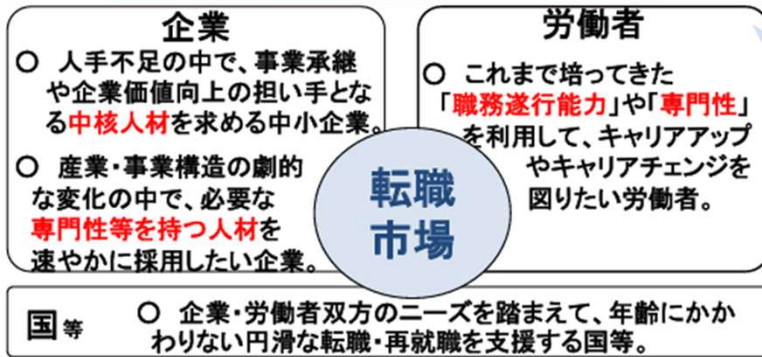 企業
○ 人手不足の中で、事業承継
や企業価値向上の担い手とな
る中核人材を求める中小企業。
○ 産業・事業構造の劇的
な変化の中で、必要な
専門性等を持つ人材を
速やかに採用したい企業。
転職
市場
労働者
○ これまで培ってきた
「職務遂行能力」や「専門性」
を利用して、キャリアアップ
やキャリアチェンジを
図りたい労働者。
国等
○ 企業・労働者双方のニーズを踏まえて、年齢にかか
わりない円滑な転職・再就職を支援する国等。